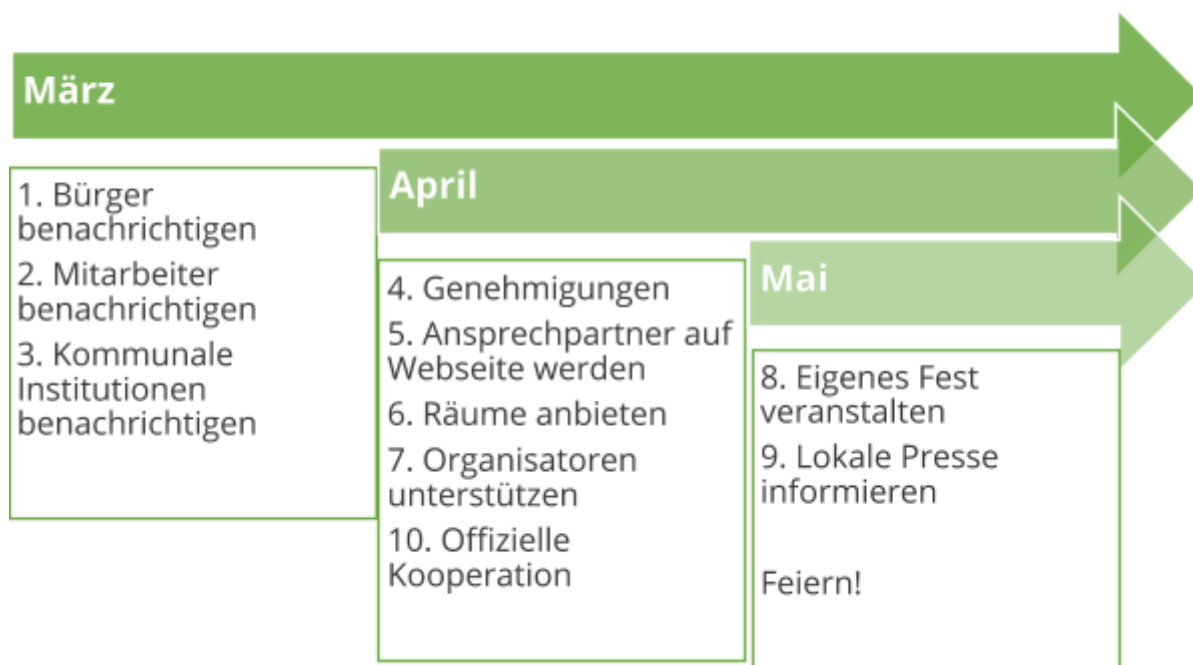 März
1. Bürger
benachrichtigen
2. Mitarbeiter
benachrichtigen
3. Kommunale
Institutionen
benachrichtigen
April
4. Genehmigungen
5. Ansprechpartner auf
Webseite werden
6. Räume anbieten
7. Organisatoren
unterstützen
10. Offizielle
Kooperation
Mai
8. Eigenes Fest
veranstalten
9. Lokale Presse
informieren
Feiern!